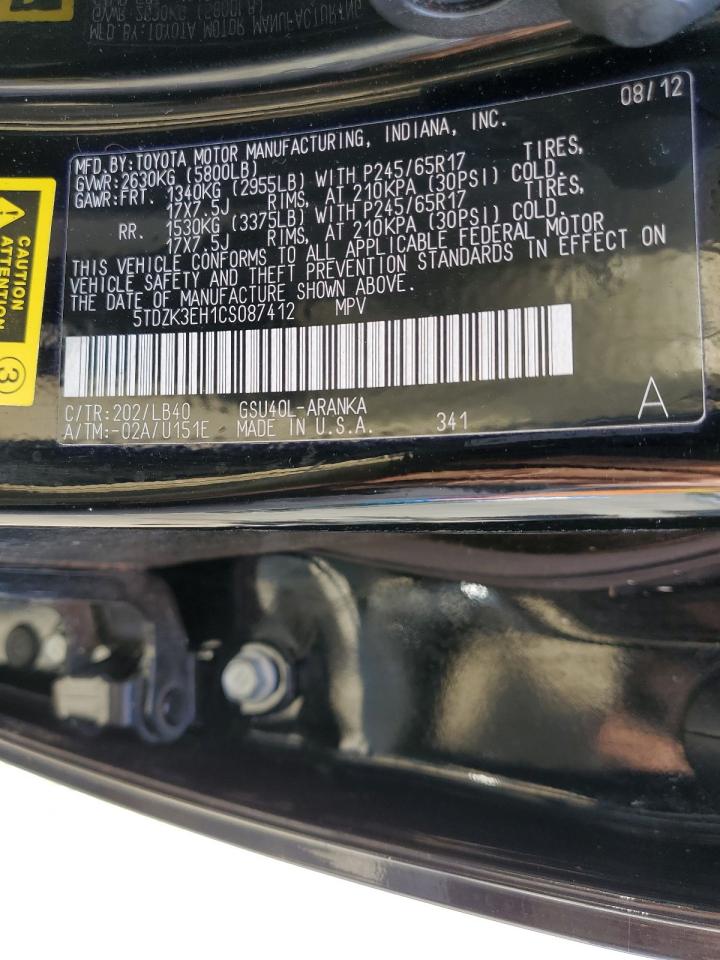 08/12
MFD.BY:TOYOTA MOTOR MANUFACTURING, INDIANA, INC.
GVWR:2630KG (5800LB)
GAWR:FRT. 1340KG (2955LB) WITH P245/65R17 TIRES,
17X7.5J RIMS, AT 210KPA (30PSI) COLD.
RR. 1530KG (3375LB) WITH P245/65R17 TIRES,
17X7.5J RIMS, AT 210KPA (30PSI) COLD.
THIS VEHICLE CONFORMS TO ALL APPLICABLE FEDERAL MOTOR
VEHICLE SAFETY AND THEFT PREVENTION STANDARDS IN EFFECT ON
THE DATE OF MANUFACTURE SHOWN ABOVE.
5TDZK3EH1CS087412 MPV
C/TR:202/LB40 GSU40L-ARANKA
A/TM:-02A/U151E MADE IN U.S.A. 341
A
CAUTION
ATTENTION
3